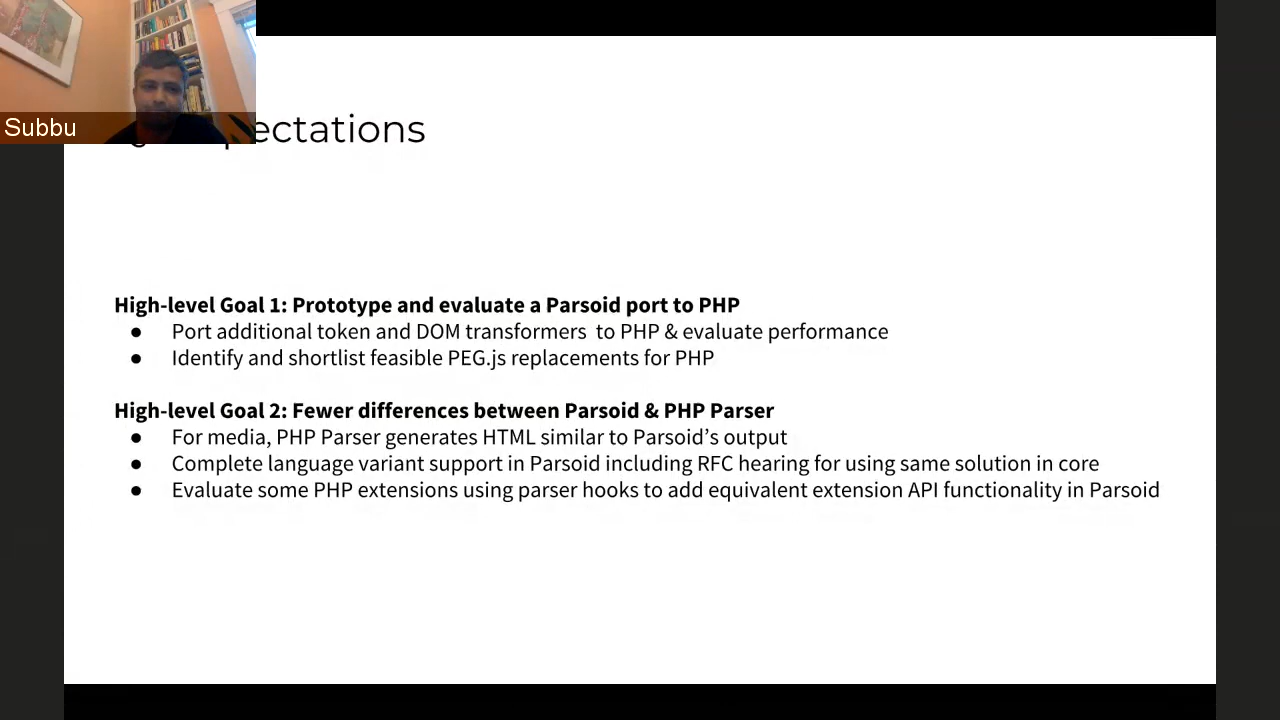 Subbu
ectations
High-level Goal 1: Prototype and evaluate a Parsoid port to PHP
● Port additional token and DOM transformers to PHP & evaluate performance
● Identify and shortlist feasible PEG.js replacements for PHP
High-level Goal 2: Fewer differences between Parsoid & PHP Parser
● For media, PHP Parser generates HTML similar to Parsoid’s output
● Complete language variant support in Parsoid including RFC hearing for using same solution in core
● Evaluate some PHP extensions using parser hooks to add equivalent extension API functionality in Parsoid